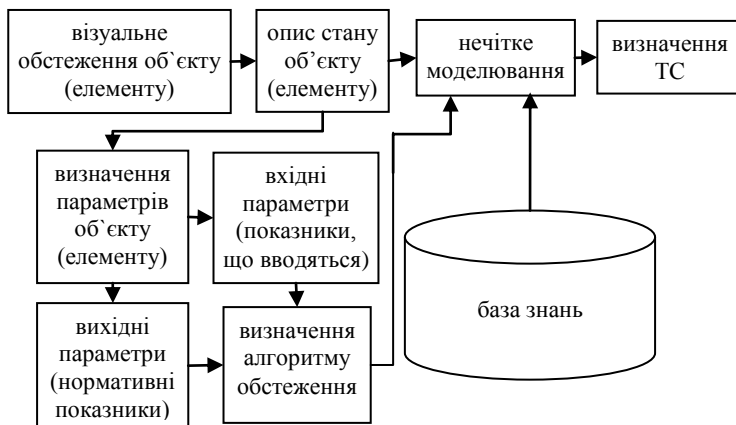 візуальне
обстеження об`єкту
(елементу)
опис стану
об’єкту
(елементу)
нечітке
моделювання
визначення
ТС
визначення
параметрів
об`єкту
(елементу)
вхідні
параметри
(показники,
що вводяться)
вихідні
параметри
(нормативні
показники)
визначення
алгоритму
обстеження
база знань